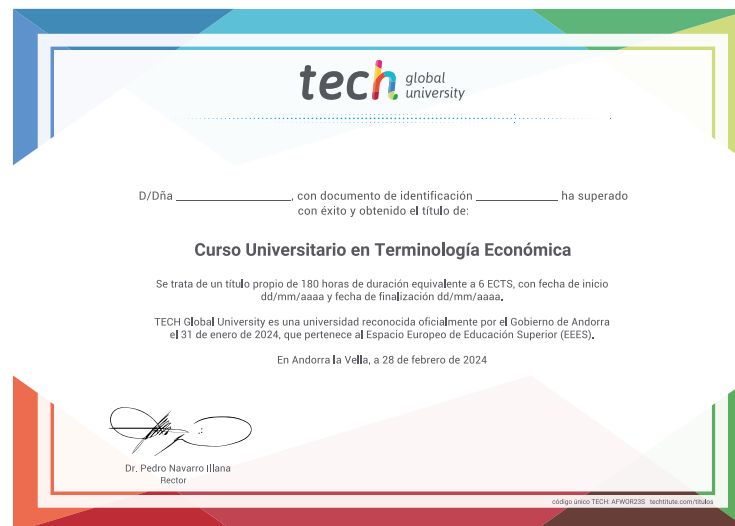 tech global
university
D/Dña ________________, con documento de identificación ____________ ha superado
con éxito y obtenido el título de:
Curso Universitario en Terminología Económica
Se trata de un título propio de 180 horas de duración equivalente a 6 ECTS, con fecha de inicio
dd/mm/aaaa y fecha de finalización dd/mm/aaaa.
TECH Global University es una universidad reconocida oficialmente por el Gobierno de Andorra
el 31 de enero de 2024, que pertenece al Espacio Europeo de Educación Superior (EEES).
En Andorra la Vella, a 28 de febrero de 2024
Dr. Pedro Navarro Illana
Rector
código único TECH: AFWOR23S techtitute.com/titulos